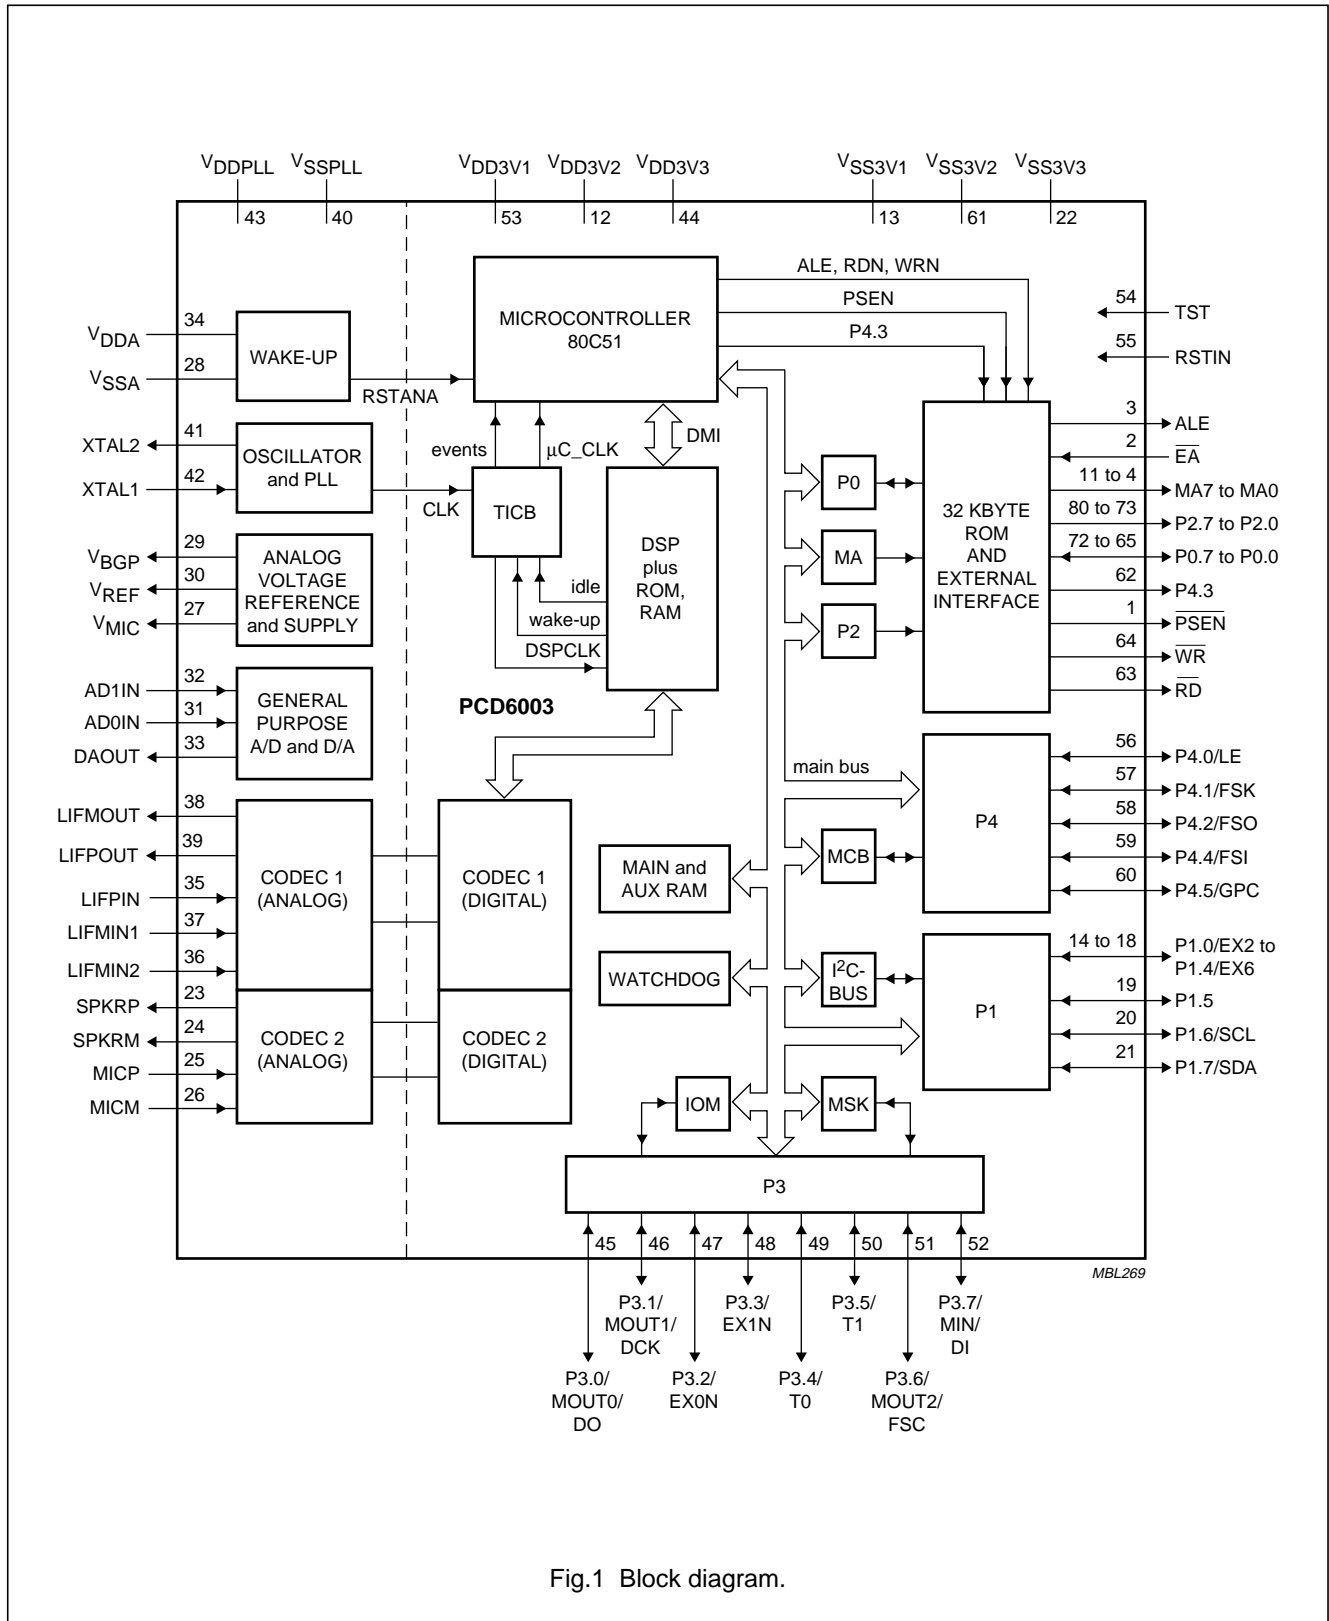 VDDPLL VSSPLL VDD3V1 VDD3V2 VDD3V3 VSS3V1 VSS3V2 VSS3V3
43 40 53 12 44 13 61 22
ALE, RDN, WRN
PSEN
P4.3
MICROCONTROLLER
80C51
54 TST
55 RSTIN
VDDA 34
VSSA 28
WAKE-UP
RSTANA
XTAL2 41
XTAL1 42
OSCILLATOR
and PLL
CLK
events
μC_CLK
DMI
TICB
DSP
plus
ROM,
RAM
idle
wake-up
DSPCLK
VBGP 29
VREF 30
VMIC 27
ANALOG
VOLTAGE
REFERENCE
and SUPPLY
AD1IN 32
AD0IN 31
DAOUT 33
GENERAL
PURPOSE
A/D and D/A
PCD6003
P0
MA
P2
32 KBYTE
ROM
AND
EXTERNAL
INTERFACE
3 ALE
2 EA
11 to 4 MA7 to MA0
80 to 73 P2.7 to P2.0
72 to 65 P0.7 to P0.0
62 P4.3
1 PSEN
64 WR
63 RD
main bus
P4
56 P4.0/LE
57 P4.1/FSK
58 P4.2/FSO
59 P4.4/FSI
60 P4.5/GPC
LIFMOUT 38
LIFPOUT 39
LIFPIN 35
LIFMIN1 37
LIFMIN2 36
CODEC 1
(ANALOG)
CODEC 1
(DIGITAL)
MAIN and
AUX RAM
MCB
SPKRP 23
SPKRM 24
MICP 25
MICM 26
CODEC 2
(ANALOG)
CODEC 2
(DIGITAL)
WATCHDOG
I2C-
BUS
P1
14 to 18 P1.0/EX2 to
P1.4/EX6
19 P1.5
20 P1.6/SCL
21 P1.7/SDA
IOM
MSK
P3
45 46 47 48 49 50 51 52
MBL269
P3.1/
MOUT1/
DCK
P3.3/
EX1N
P3.5/
T1
P3.7/
MIN/
DI
P3.0/
MOUT0/
DO
P3.2/
EX0N
P3.4/
T0
P3.6/
MOUT2/
FSC
Fig.1 Block diagram.